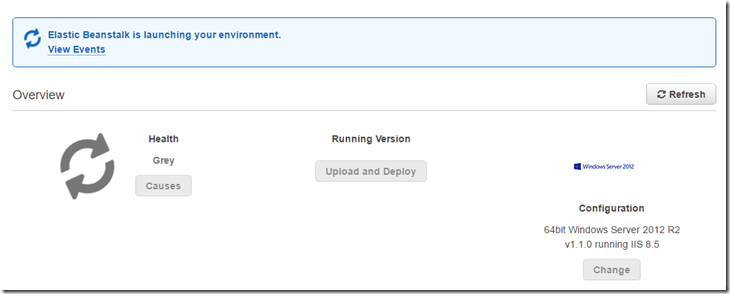 Elastic Beanstalk is launching your environment.
View Events
Overview
Refresh
Health
Grey
Causes
Running Version
Upload and Deploy
Windows Server 2012
Configuration
64bit Windows Server 2012 R2
v1.1.0 running IIS 8.5
Change